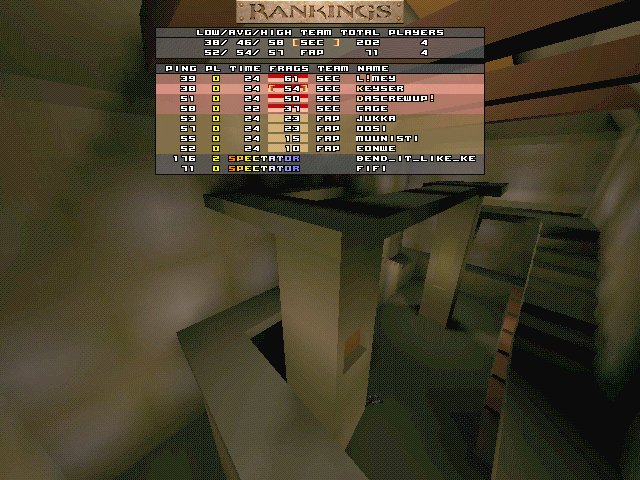 RANKINGS
LOW/AVG/HIGH TEAM TOTAL PLAYERS
38/ 46/ 58 [SEC ] 202 4
52/ 54/ 57 FAP 71 4
PING PL TIME FRAGS TEAM NAME
39 0 24 61 SEC L!MEY
38 0 24 [ 54 ] SEC KEYSER
51 0 24 50 SEC DASCREWUP!
58 0 22 37 SEC CAGE
53 0 24 23 FAP JUKKA
57 0 24 23 FAP OOSI
55 0 24 15 FAP MUUNISTI
52 0 24 10 FAP EONWE
176 2 SPECTATOR BEND_IT_LIKE_KE
71 0 SPECTATOR FIFI